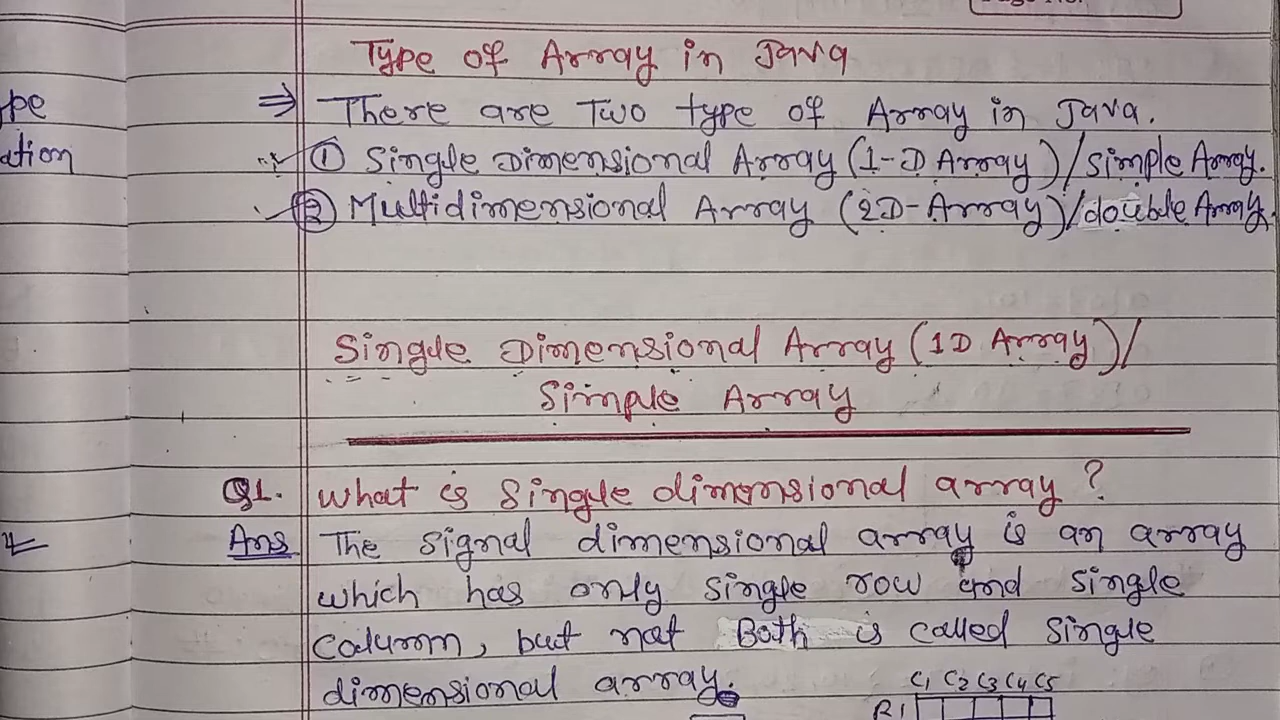 Type of Array in Java
pe
⇒ There are Two type of Array in Java.
ation
① Single Dimensional Array (1-D Array)/Simple Array.
② Multidimensional Array (2D-Array)/double Array,
Single Dimensional Array (1D Array)/
Simple Array
Q1. What is Single dimensional array?
Ans The Signal dimensional array is an array
which has only single row and single
Column, but not Both is called Single
dimensional array.
C1 C2 C3 C4 C5
R1